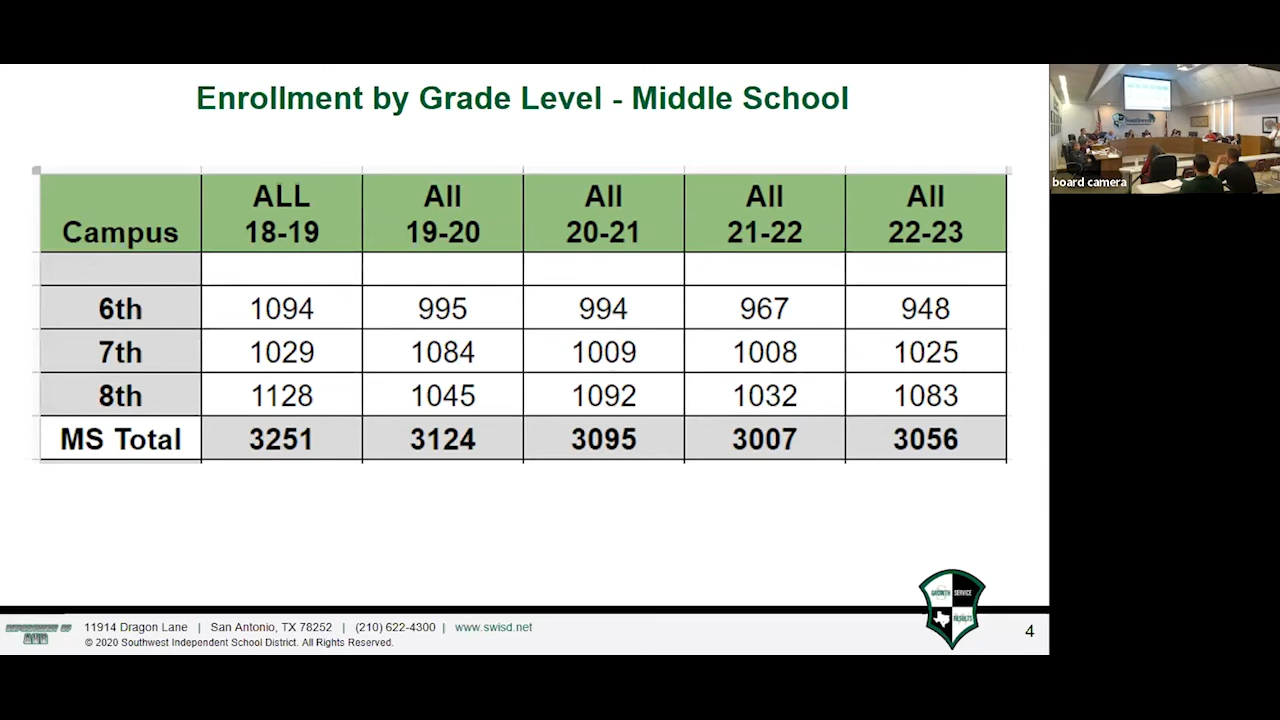 Enrollment by Grade Level - Middle School
Campus ALL 18-19 All 19-20 All 20-21 All 21-22 All 22-23
6th 1094 995 994 967 948
7th 1029 1084 1009 1008 1025
8th 1128 1045 1092 1032 1083
MS Total 3251 3124 3095 3007 3056
board camera
GROWTH SERVICE
RESULTS
11914 Dragon Lane | San Antonio, TX 78252 | (210) 622-4300 | www.swisd.net
© 2020 Southwest Independent School District. All Rights Reserved.
4